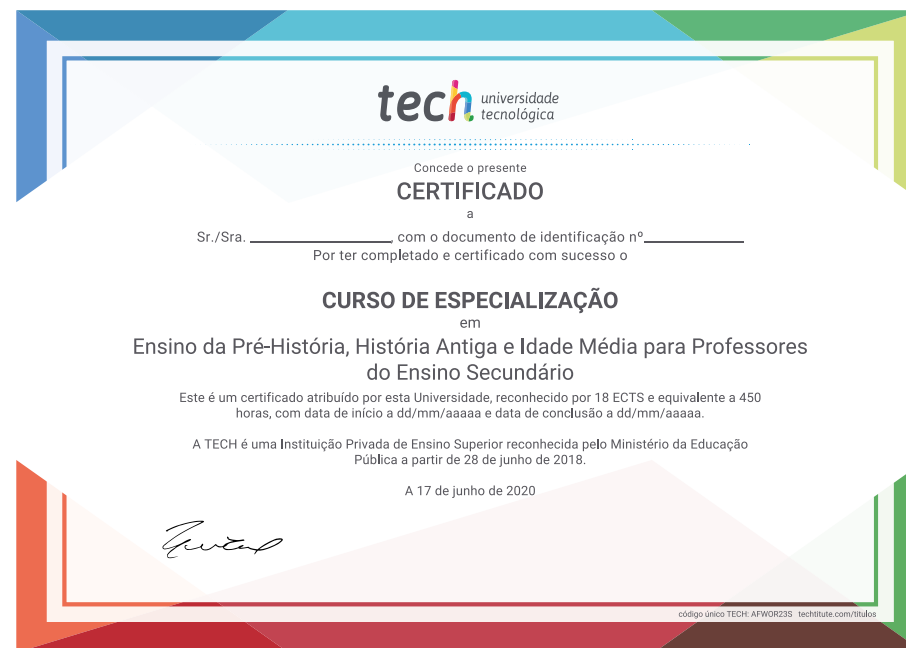 tech universidade
tecnológica
Concede o presente
CERTIFICADO
a
Sr./Sra. ____________________, com o documento de identificação nº______________
Por ter completado e certificado com sucesso o
CURSO DE ESPECIALIZAÇÃO
em
Ensino da Pré-História, História Antiga e Idade Média para Professores
do Ensino Secundário
Este é um certificado atribuído por esta Universidade, reconhecido por 18 ECTS e equivalente a 450
horas, com data de início a dd/mm/aaaaa e data de conclusão a dd/mm/aaaaa.
A TECH é uma Instituição Privada de Ensino Superior reconhecida pelo Ministério da Educação
Pública a partir de 28 de junho de 2018.
A 17 de junho de 2020
código único TECH: AFWOR23S techtitute.com/titulos